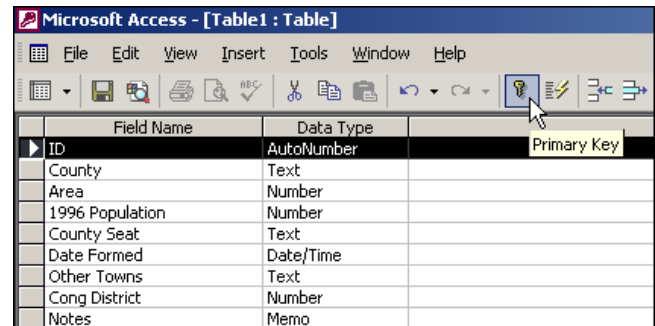 Microsoft Access - [Table1 : Table]
File Edit View Insert Tools Window Help
ABC
Primary Key
Field Name Data Type
ID AutoNumber
County Text
Area Number
1996 Population Number
County Seat Text
Date Formed Date/Time
Other Towns Text
Cong District Number
Notes Memo